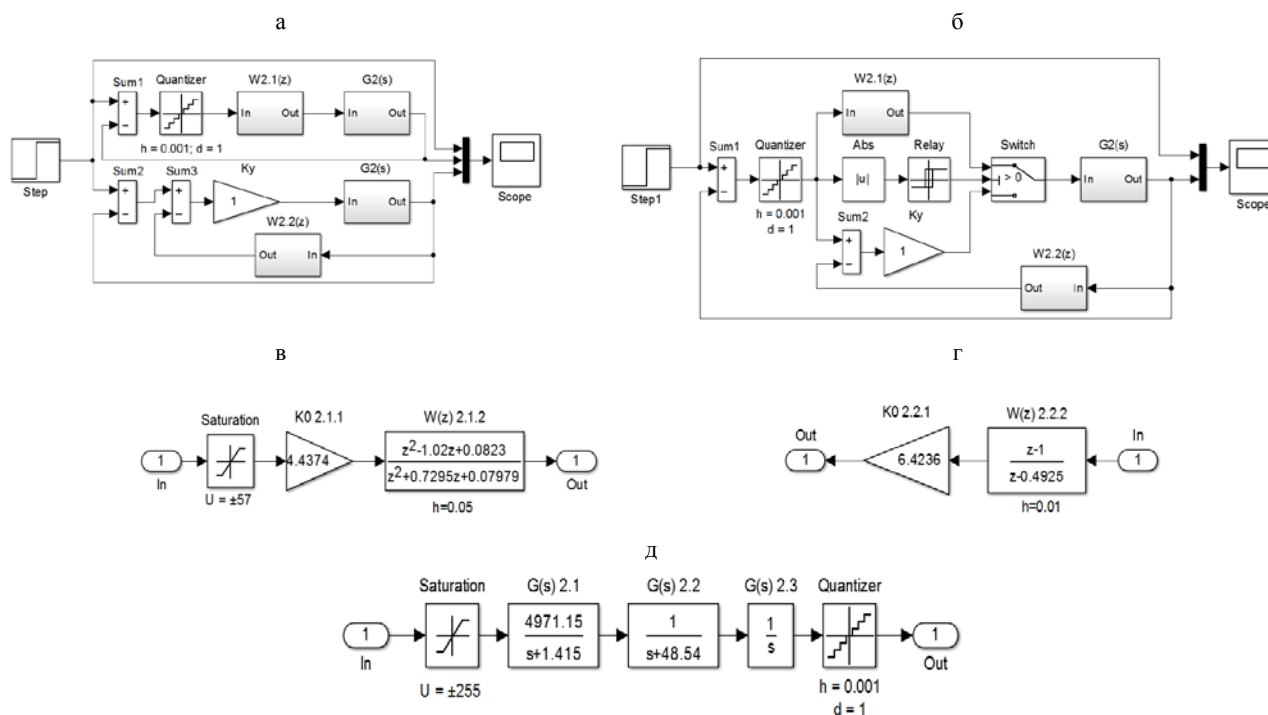 а
Sum1
Quantizer
W2.1(z)
G2(s)
+
−
In
Out
In
Out
h = 0.001; d = 1
Step
Sum2
Sum3
Ky
G2(s)
+
−
+
−
1
In
Out
Scope
W2.2(z)
Out
In
б
W2.1(z)
In
Out
Sum1
Quantizer
Abs
Relay
Switch
G2(s)
+
−
|u|
> 0
In
Out
Step1
h = 0.001
d = 1
Sum2
Ky
Scope
+
−
1
W2.2(z)
Out
In
в
Saturation
K0 2.1.1
W(z) 2.1.2
1
In
4.4374
z²-1.02z+0.0823
z²+0.7295z+0.07979
1
Out
U = ±57
h=0.05
г
K0 2.2.1
W(z) 2.2.2
Out
1
6.4236
z-1
z-0.4925
In
1
h=0.01
д
Saturation
G(s) 2.1
G(s) 2.2
G(s) 2.3
Quantizer
1
In
4971.15
s+1.415
1
s+48.54
1
s
1
Out
U = ±255
h = 0.001
d = 1